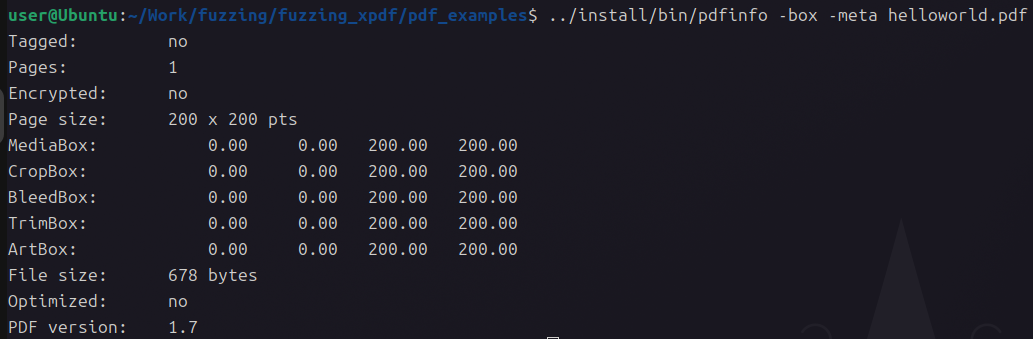 user@Ubuntu:~/Work/fuzzing/fuzzing_xpdf/pdf_examples$ ../install/bin/pdfinfo -box -meta helloworld.pdf
Tagged: no
Pages: 1
Encrypted: no
Page size: 200 x 200 pts
MediaBox: 0.00 0.00 200.00 200.00
CropBox: 0.00 0.00 200.00 200.00
BleedBox: 0.00 0.00 200.00 200.00
TrimBox: 0.00 0.00 200.00 200.00
ArtBox: 0.00 0.00 200.00 200.00
File size: 678 bytes
Optimized: no
PDF version: 1.7